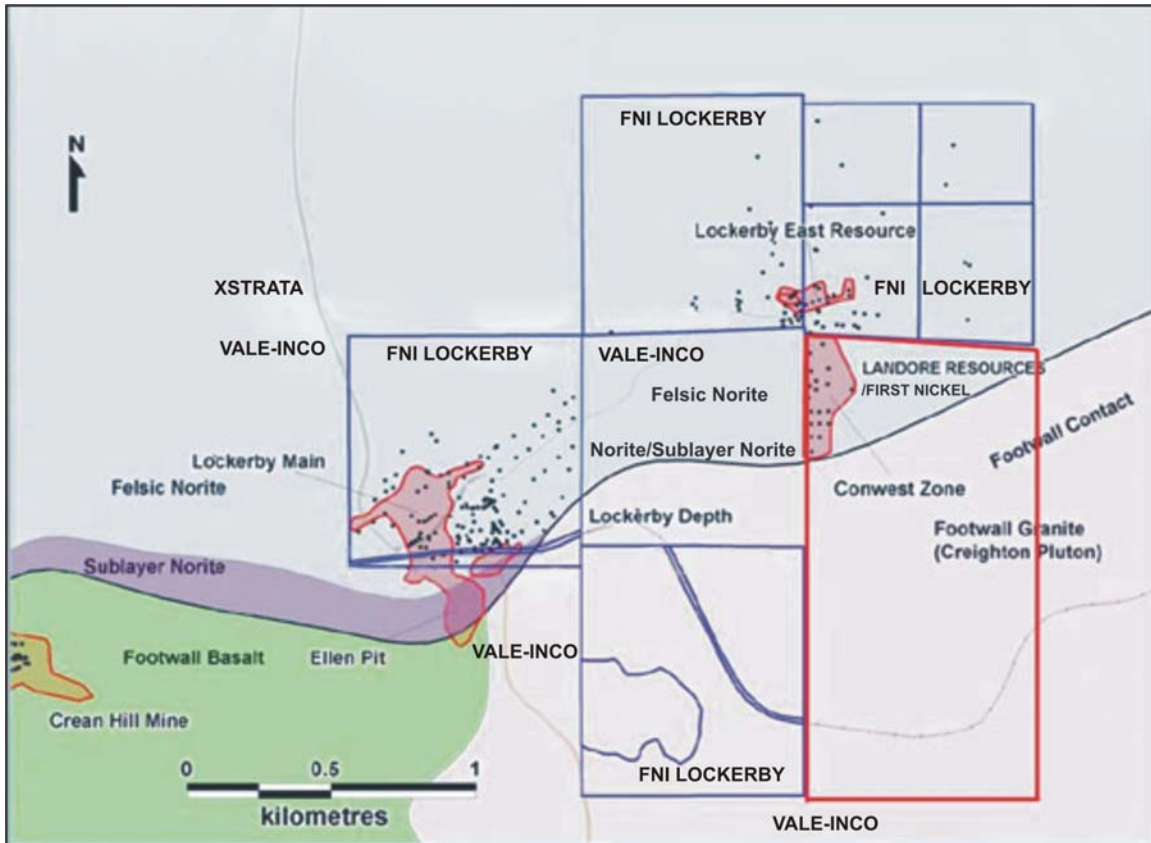 FNI LOCKERBY
N
Lockerby East Resource
XSTRATA
FNI
LOCKERBY
VALE-INCO
FNI LOCKERBY
VALE-INCO
LANDORE RESOURCES
/FIRST NICKEL
Felsic Norite
Footwall Contact
Norite/Sublayer Norite
Lockerby Main
Felsic Norite
Conwest Zone
Lockerby Depth
Footwall Granite
(Creighton Pluton)
Sublayer Norite
Footwall Basalt
Ellen Pit
VALE-INCO
Crean Hill Mine
0 0.5 1
kilometres
FNI LOCKERBY
VALE-INCO